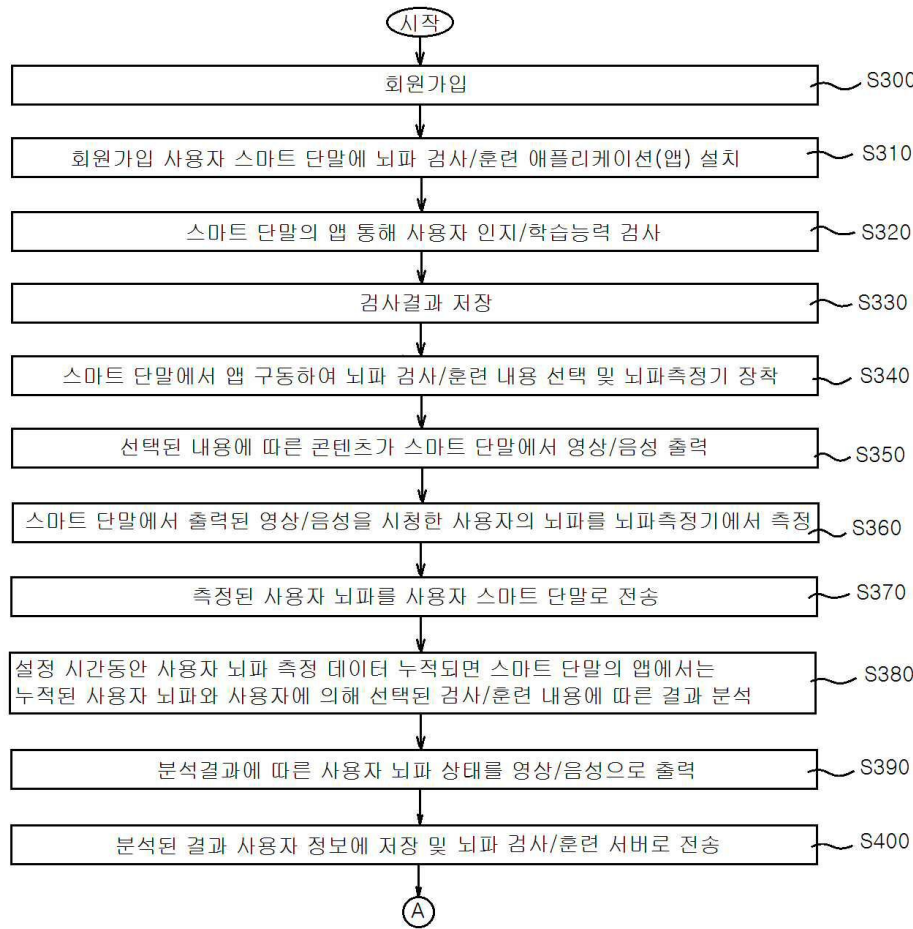 시작
회원가입
S300
회원가입 사용자 스마트 단말에 뇌파 검사/훈련 애플리케이션(앱) 설치
S310
스마트 단말의 앱 통해 사용자 인지/학습능력 검사
S320
검사결과 저장
S330
스마트 단말에서 앱 구동하여 뇌파 검사/훈련 내용 선택 및 뇌파측정기 장착
S340
선택된 내용에 따른 콘텐츠가 스마트 단말에서 영상/음성 출력
S350
스마트 단말에서 출력된 영상/음성을 시청한 사용자의 뇌파를 뇌파측정기에서 측정
S360
측정된 사용자 뇌파를 사용자 스마트 단말로 전송
S370
설정 시간동안 사용자 뇌파 측정 데이터 누적되면 스마트 단말의 앱에서는
누적된 사용자 뇌파와 사용자에 의해 선택된 검사/훈련 내용에 따른 결과 분석
S380
분석결과에 따른 사용자 뇌파 상태를 영상/음성으로 출력
S390
분석된 결과 사용자 정보에 저장 및 뇌파 검사/훈련 서버로 전송
S400
A